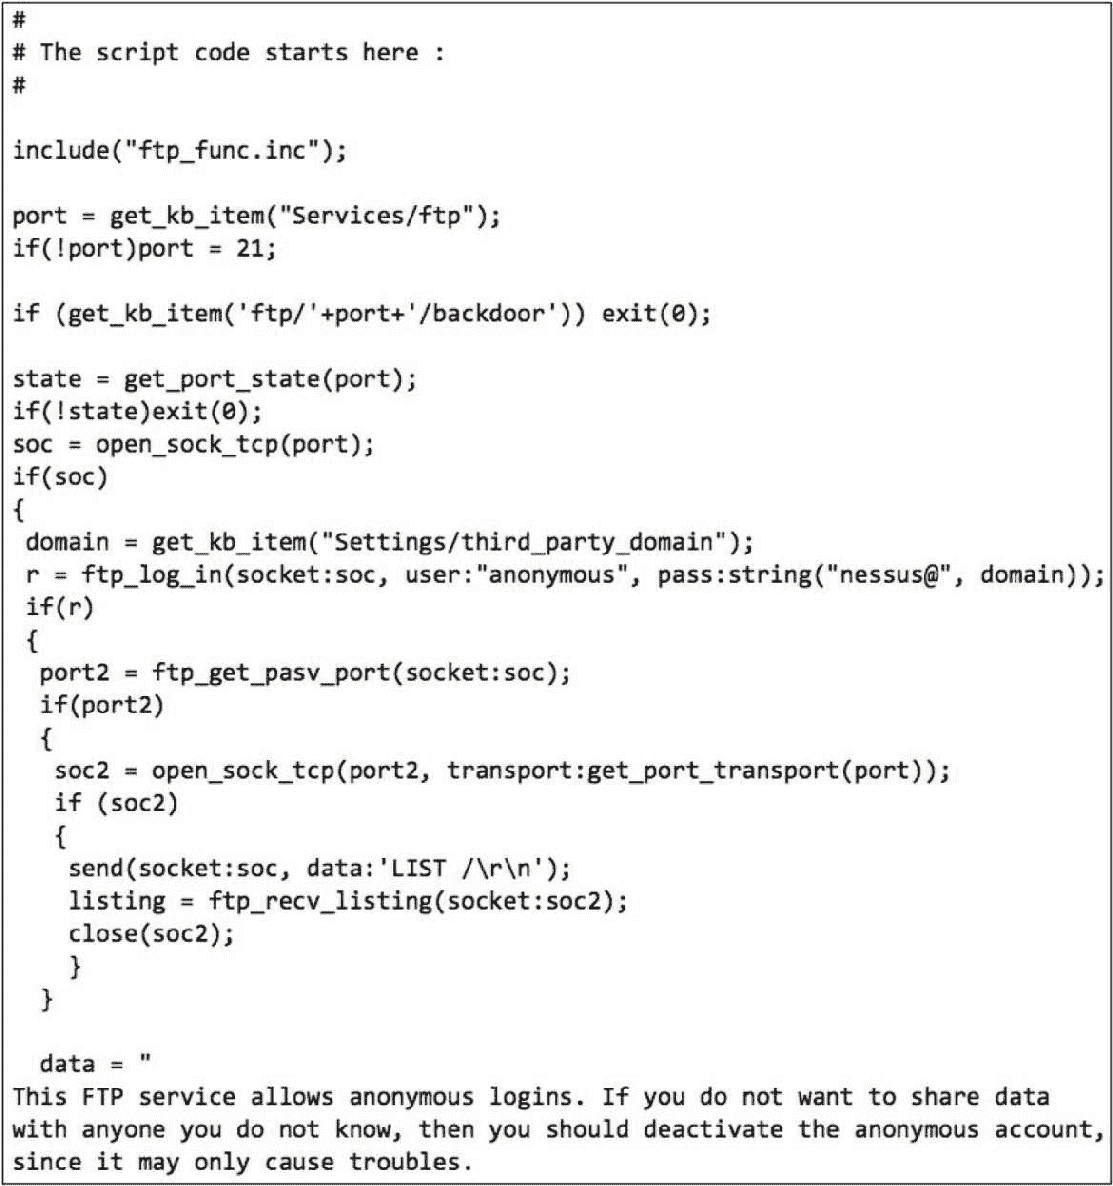 #
# The script code starts here :
#
include("ftp_func.inc");
port = get_kb_item("Services/ftp");
if(!port)port = 21;
if (get_kb_item('ftp/'+port+'/backdoor')) exit(0);
state = get_port_state(port);
if(!state)exit(0);
soc = open_sock_tcp(port);
if(soc)
{
domain = get_kb_item("Settings/third_party_domain");
r = ftp_log_in(socket:soc, user:"anonymous", pass:string("nessus@", domain));
if(r)
{
port2 = ftp_get_pasv_port(socket:soc);
if(port2)
{
soc2 = open_sock_tcp(port2, transport:get_port_transport(port));
if (soc2)
{
send(socket:soc, data:'LIST /\r\n');
listing = ftp_recv_listing(socket:soc2);
close(soc2);
}
}
data = "
This FTP service allows anonymous logins. If you do not want to share data
with anyone you do not know, then you should deactivate the anonymous account,
since it may only cause troubles.